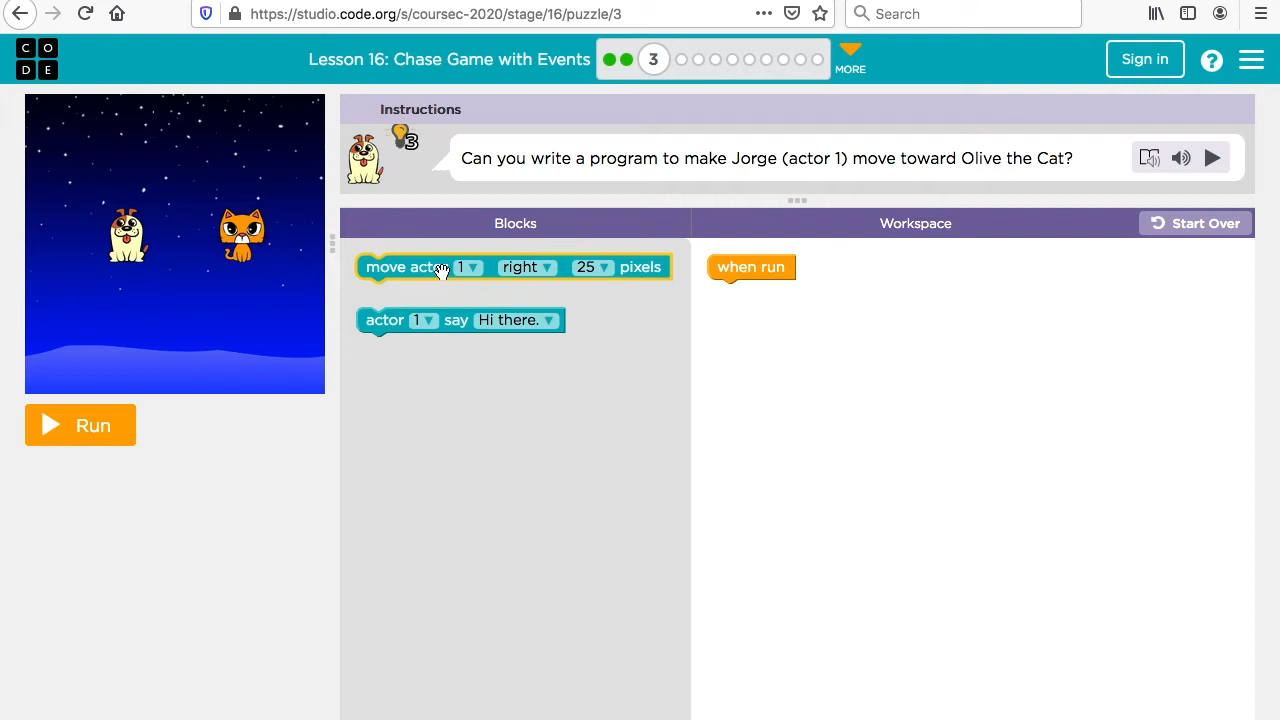 https://studio.code.org/s/coursec-2020/stage/16/puzzle/3
Search
C O D E
Lesson 16: Chase Game with Events
3
MORE
Sign in
?
Instructions
3
Can you write a program to make Jorge (actor 1) move toward Olive the Cat?
Blocks
Workspace
Start Over
move acto 1 right 25 pixels
when run
actor 1 say Hi there.
Run